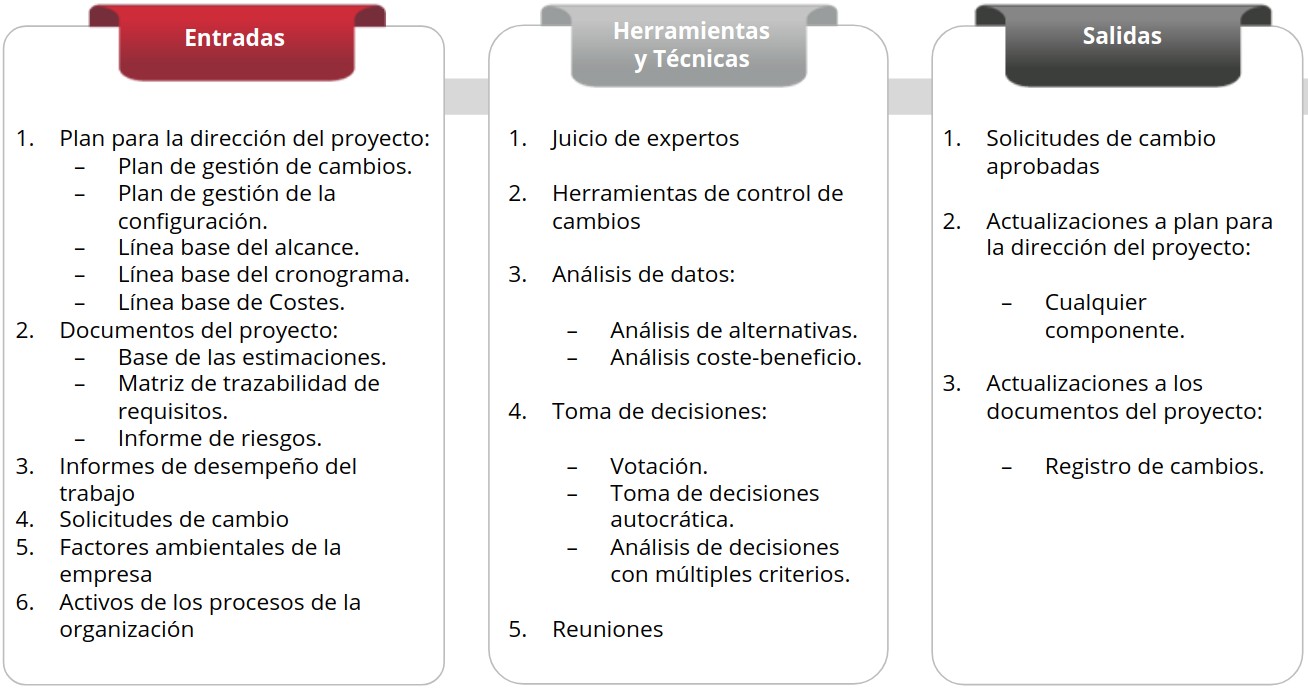 Entradas
1. Plan para la dirección del proyecto:
– Plan de gestión de cambios.
– Plan de gestión de la
configuración.
– Línea base del alcance.
– Línea base del cronograma.
– Línea base de Costes.
2. Documentos del proyecto:
– Base de las estimaciones.
– Matriz de trazabilidad de
requisitos.
– Informe de riesgos.
3. Informes de desempeño del
trabajo
4. Solicitudes de cambio
5. Factores ambientales de la
empresa
6. Activos de los procesos de la
organización
Herramientas
y Técnicas
1. Juicio de expertos
2. Herramientas de control de
cambios
3. Análisis de datos:
– Análisis de alternativas.
– Análisis coste-beneficio.
4. Toma de decisiones:
– Votación.
– Toma de decisiones
autocrática.
– Análisis de decisiones
con múltiples criterios.
5. Reuniones
Salidas
1. Solicitudes de cambio
aprobadas
2. Actualizaciones a plan para
la dirección del proyecto:
– Cualquier
componente.
3. Actualizaciones a los
documentos del proyecto:
– Registro de cambios.